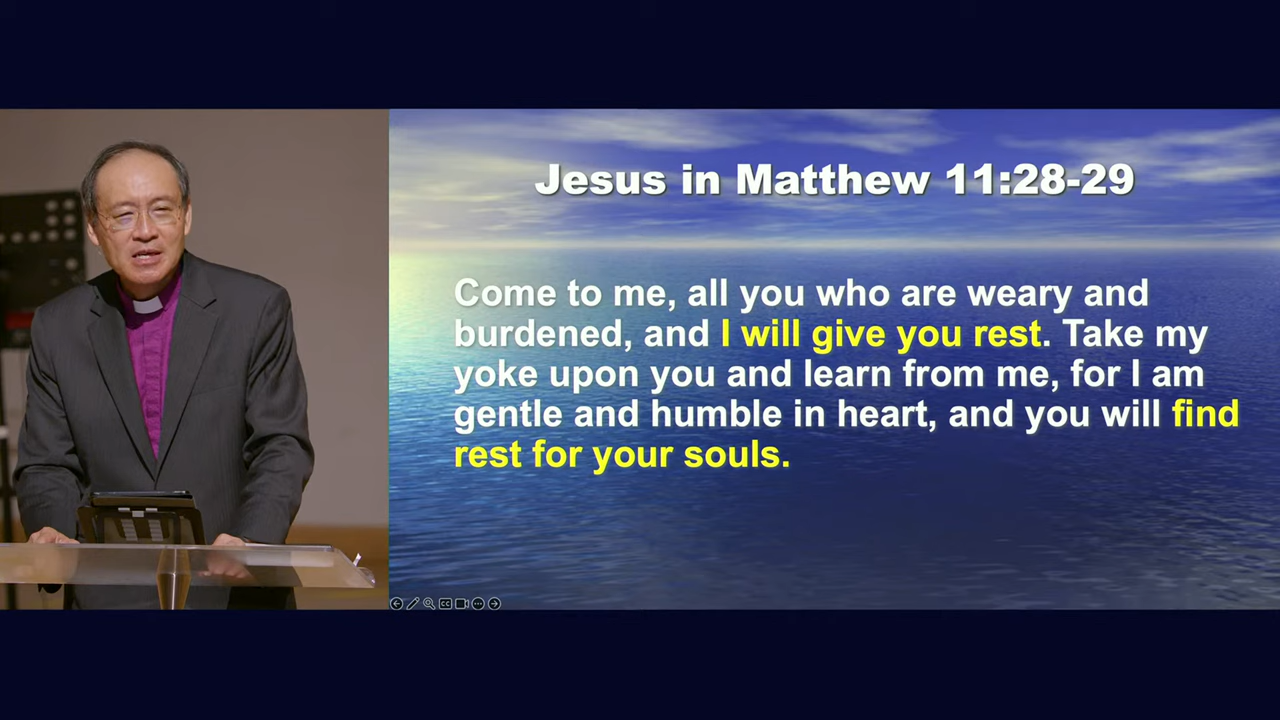 Jesus in Matthew 11:28-29
Come to me, all you who are weary and
burdened, and I will give you rest. Take my
yoke upon you and learn from me, for I am
gentle and humble in heart, and you will find
rest for your souls.
CC